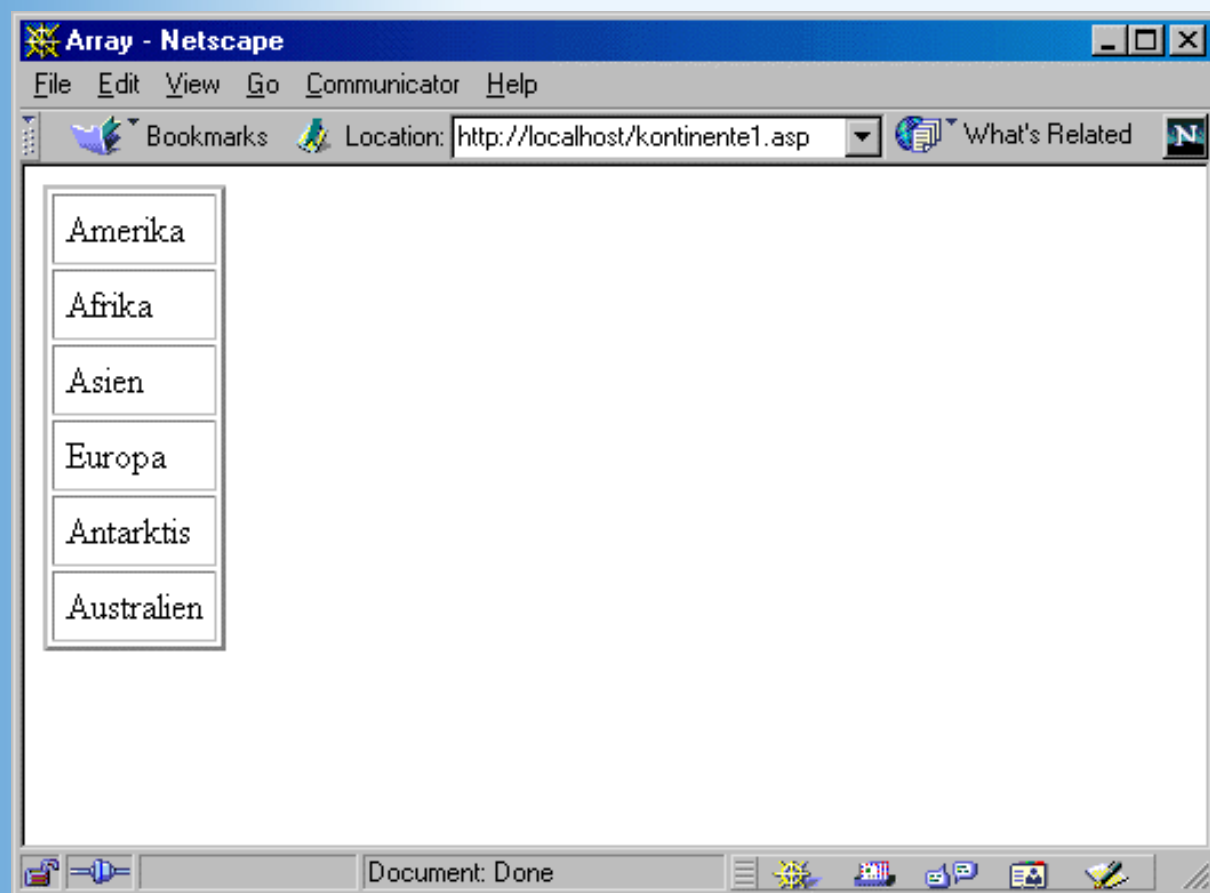 Array - Netscape
File Edit View Go Communicator Help
Bookmarks Location: http://localhost/kontinente1.asp What's Related N
Amerika
Afrika
Asien
Europa
Antarktis
Australien
Document: Done